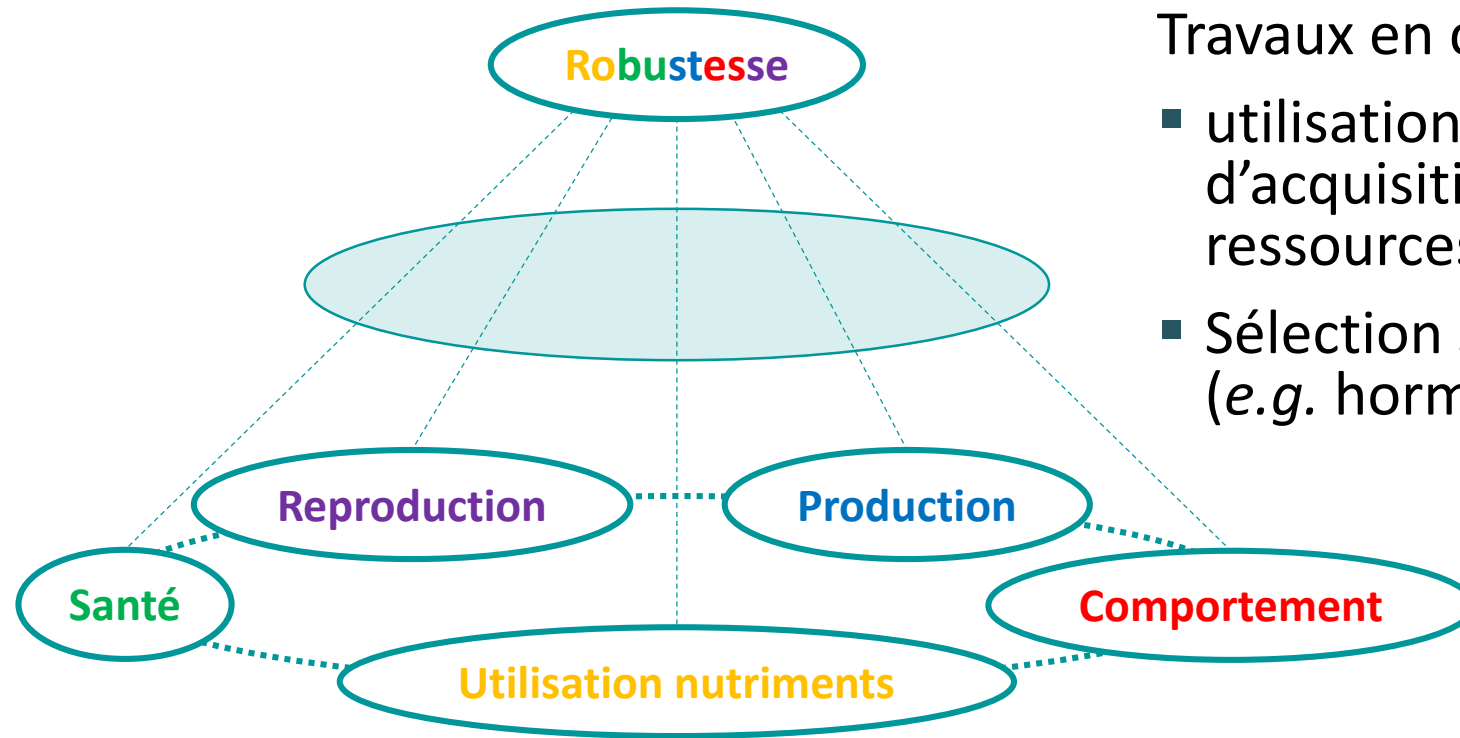 Robustesse
Travaux en
utilisation
d'acquisiti
ressources
Sélection
(e.g. horm
Reproduction
Production
Santé
Comportement
Utilisation nutriments